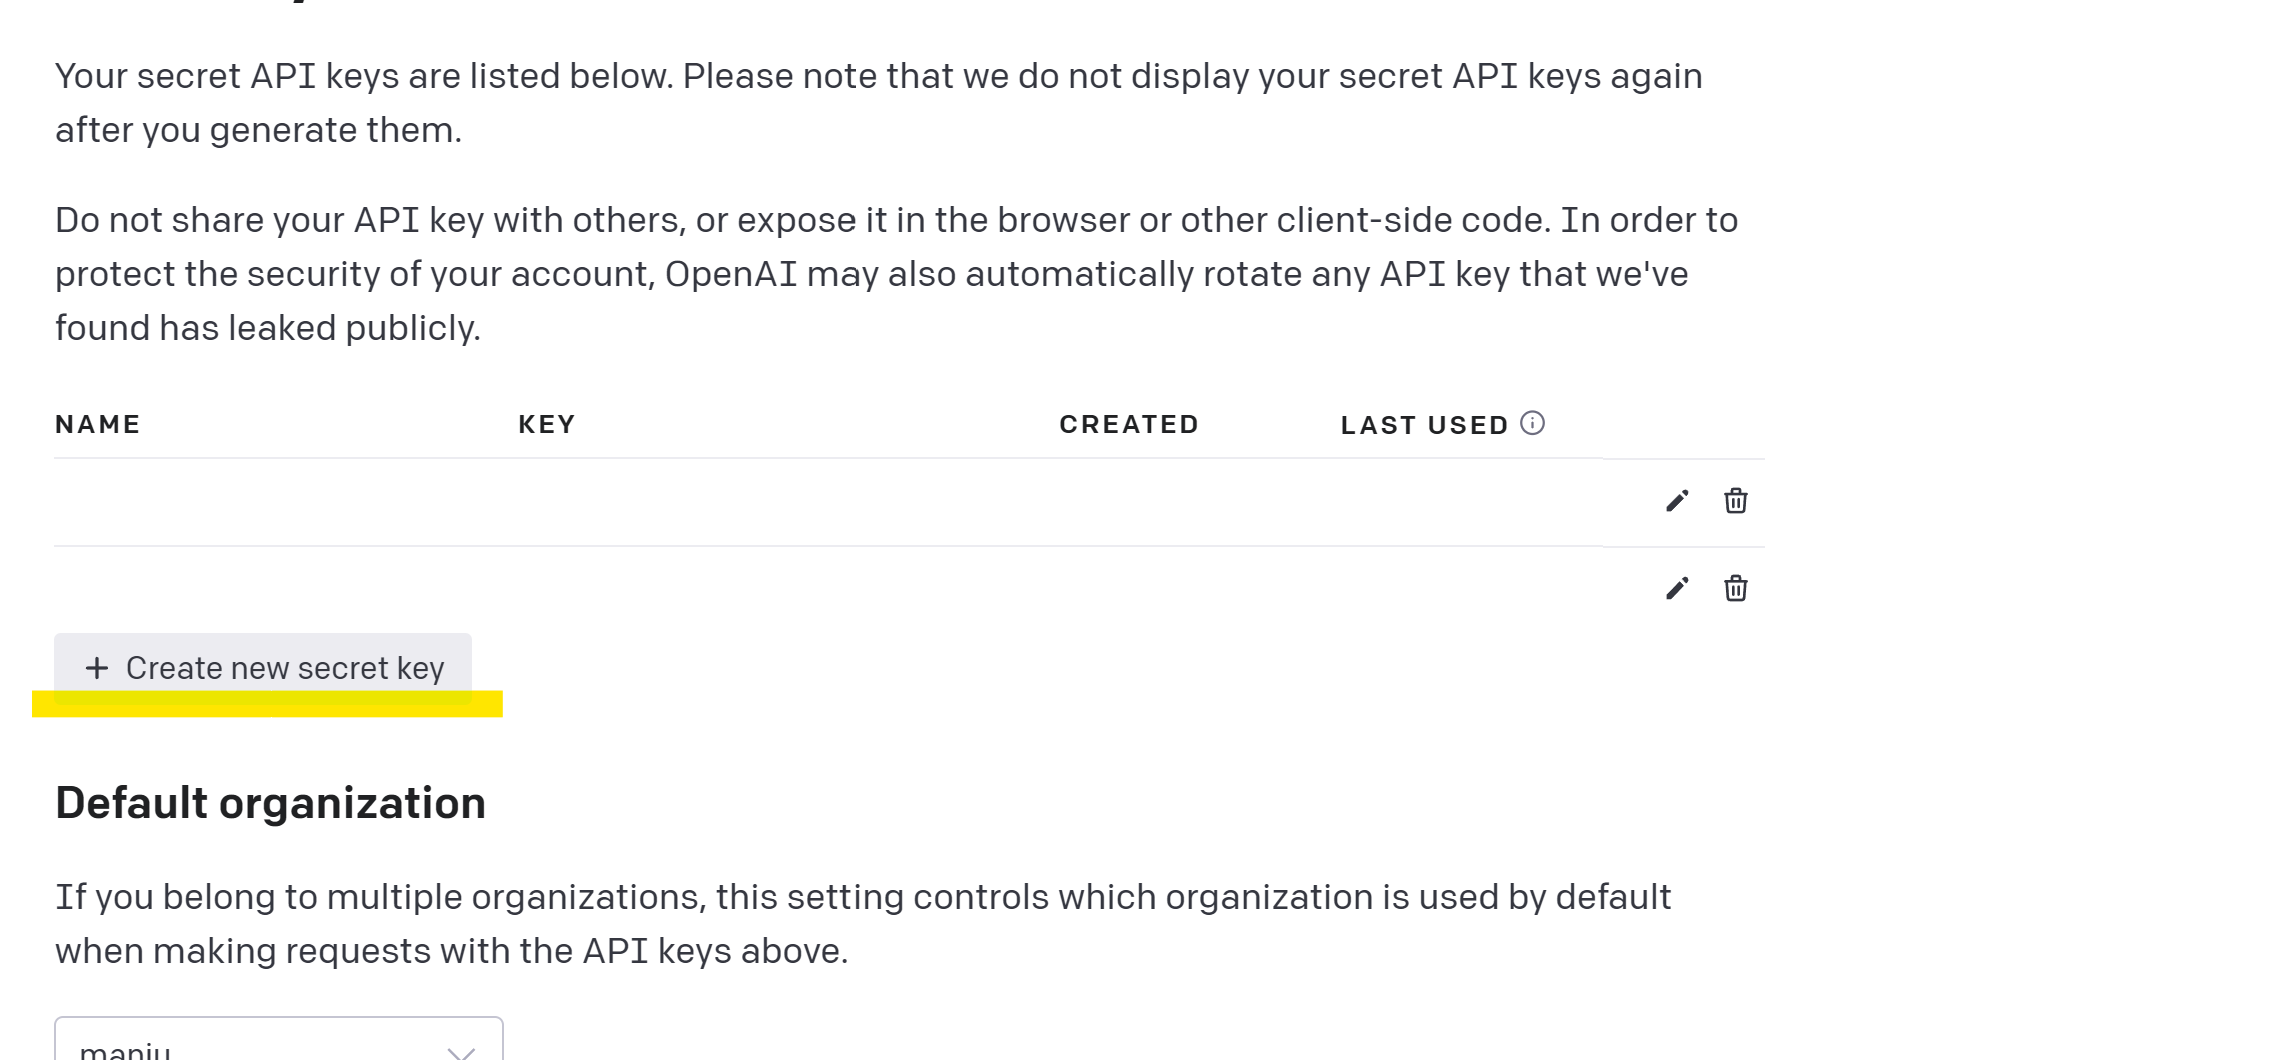 Your secret API keys are listed below. Please note that we do not display your secret API keys again
after you generate them.
Do not share your API key with others, or expose it in the browser or other client-side code. In order to
protect the security of your account, OpenAI may also automatically rotate any API key that we've
found has leaked publicly.
NAME KEY CREATED LAST USED
+ Create new secret key
Default organization
If you belong to multiple organizations, this setting controls which organization is used by default
when making requests with the API keys above.